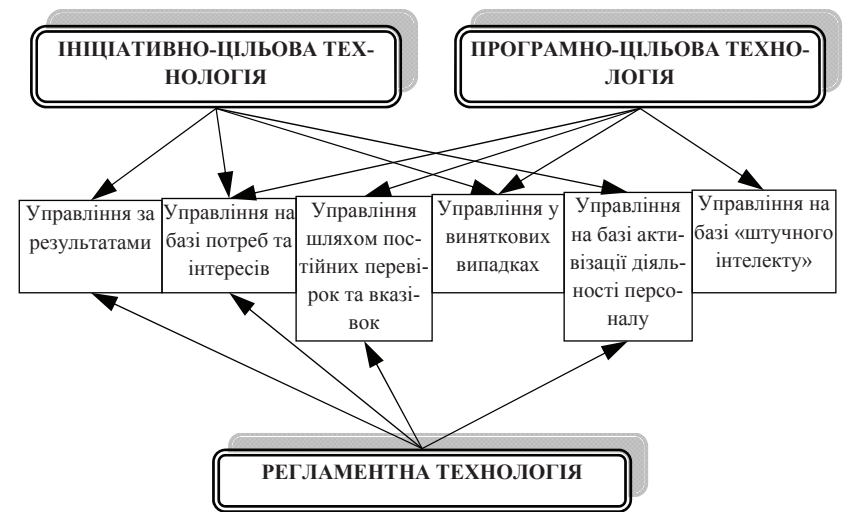 ІНІЦІАТИВНО-ЦІЛЬОВА ТЕХ-
НОЛОГІЯ
ПРОГРАМНО-ЦІЛЬОВА ТЕХНО-
ЛОГІЯ
Управління за
результатами
Управління на
базі потреб та
інтересів
Управління
шляхом пос-
тійних переві-
рок та вказі-
вок
Управління у
виняткових
випадках
Управління
на базі акти-
візації діяль-
ності персо-
налу
Управління на
базі «штучного
інтелекту»
РЕГЛАМЕНТНА ТЕХНОЛОГІЯ